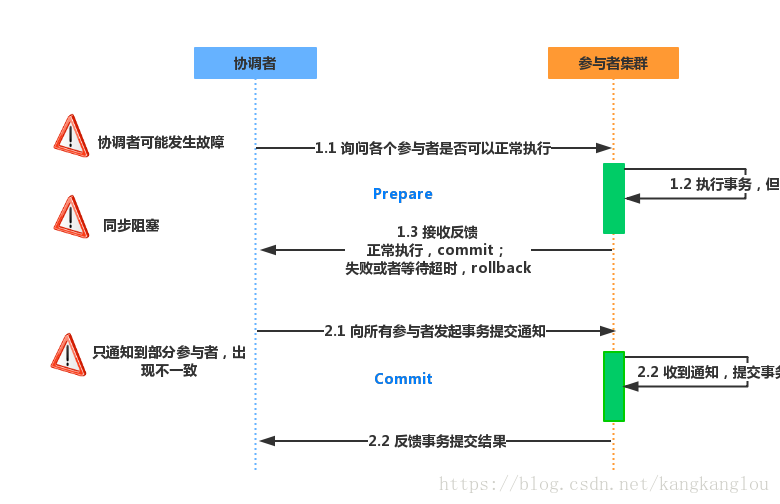 协调者
参与者集群
协调者可能发生故障
1.1 询问各个参与者是否可以正常执行
1.2 执行事务，但
Prepare
同步阻塞
1.3 接收反馈
正常执行，commit；
失败或者等待超时，rollback
2.1 向所有参与者发起事务提交通知
只通知到部分参与者，出
现不一致
Commit
2.2 收到通知，提交事务
2.2 反馈事务提交结果
https://blog.csdn.net/kangkanglou